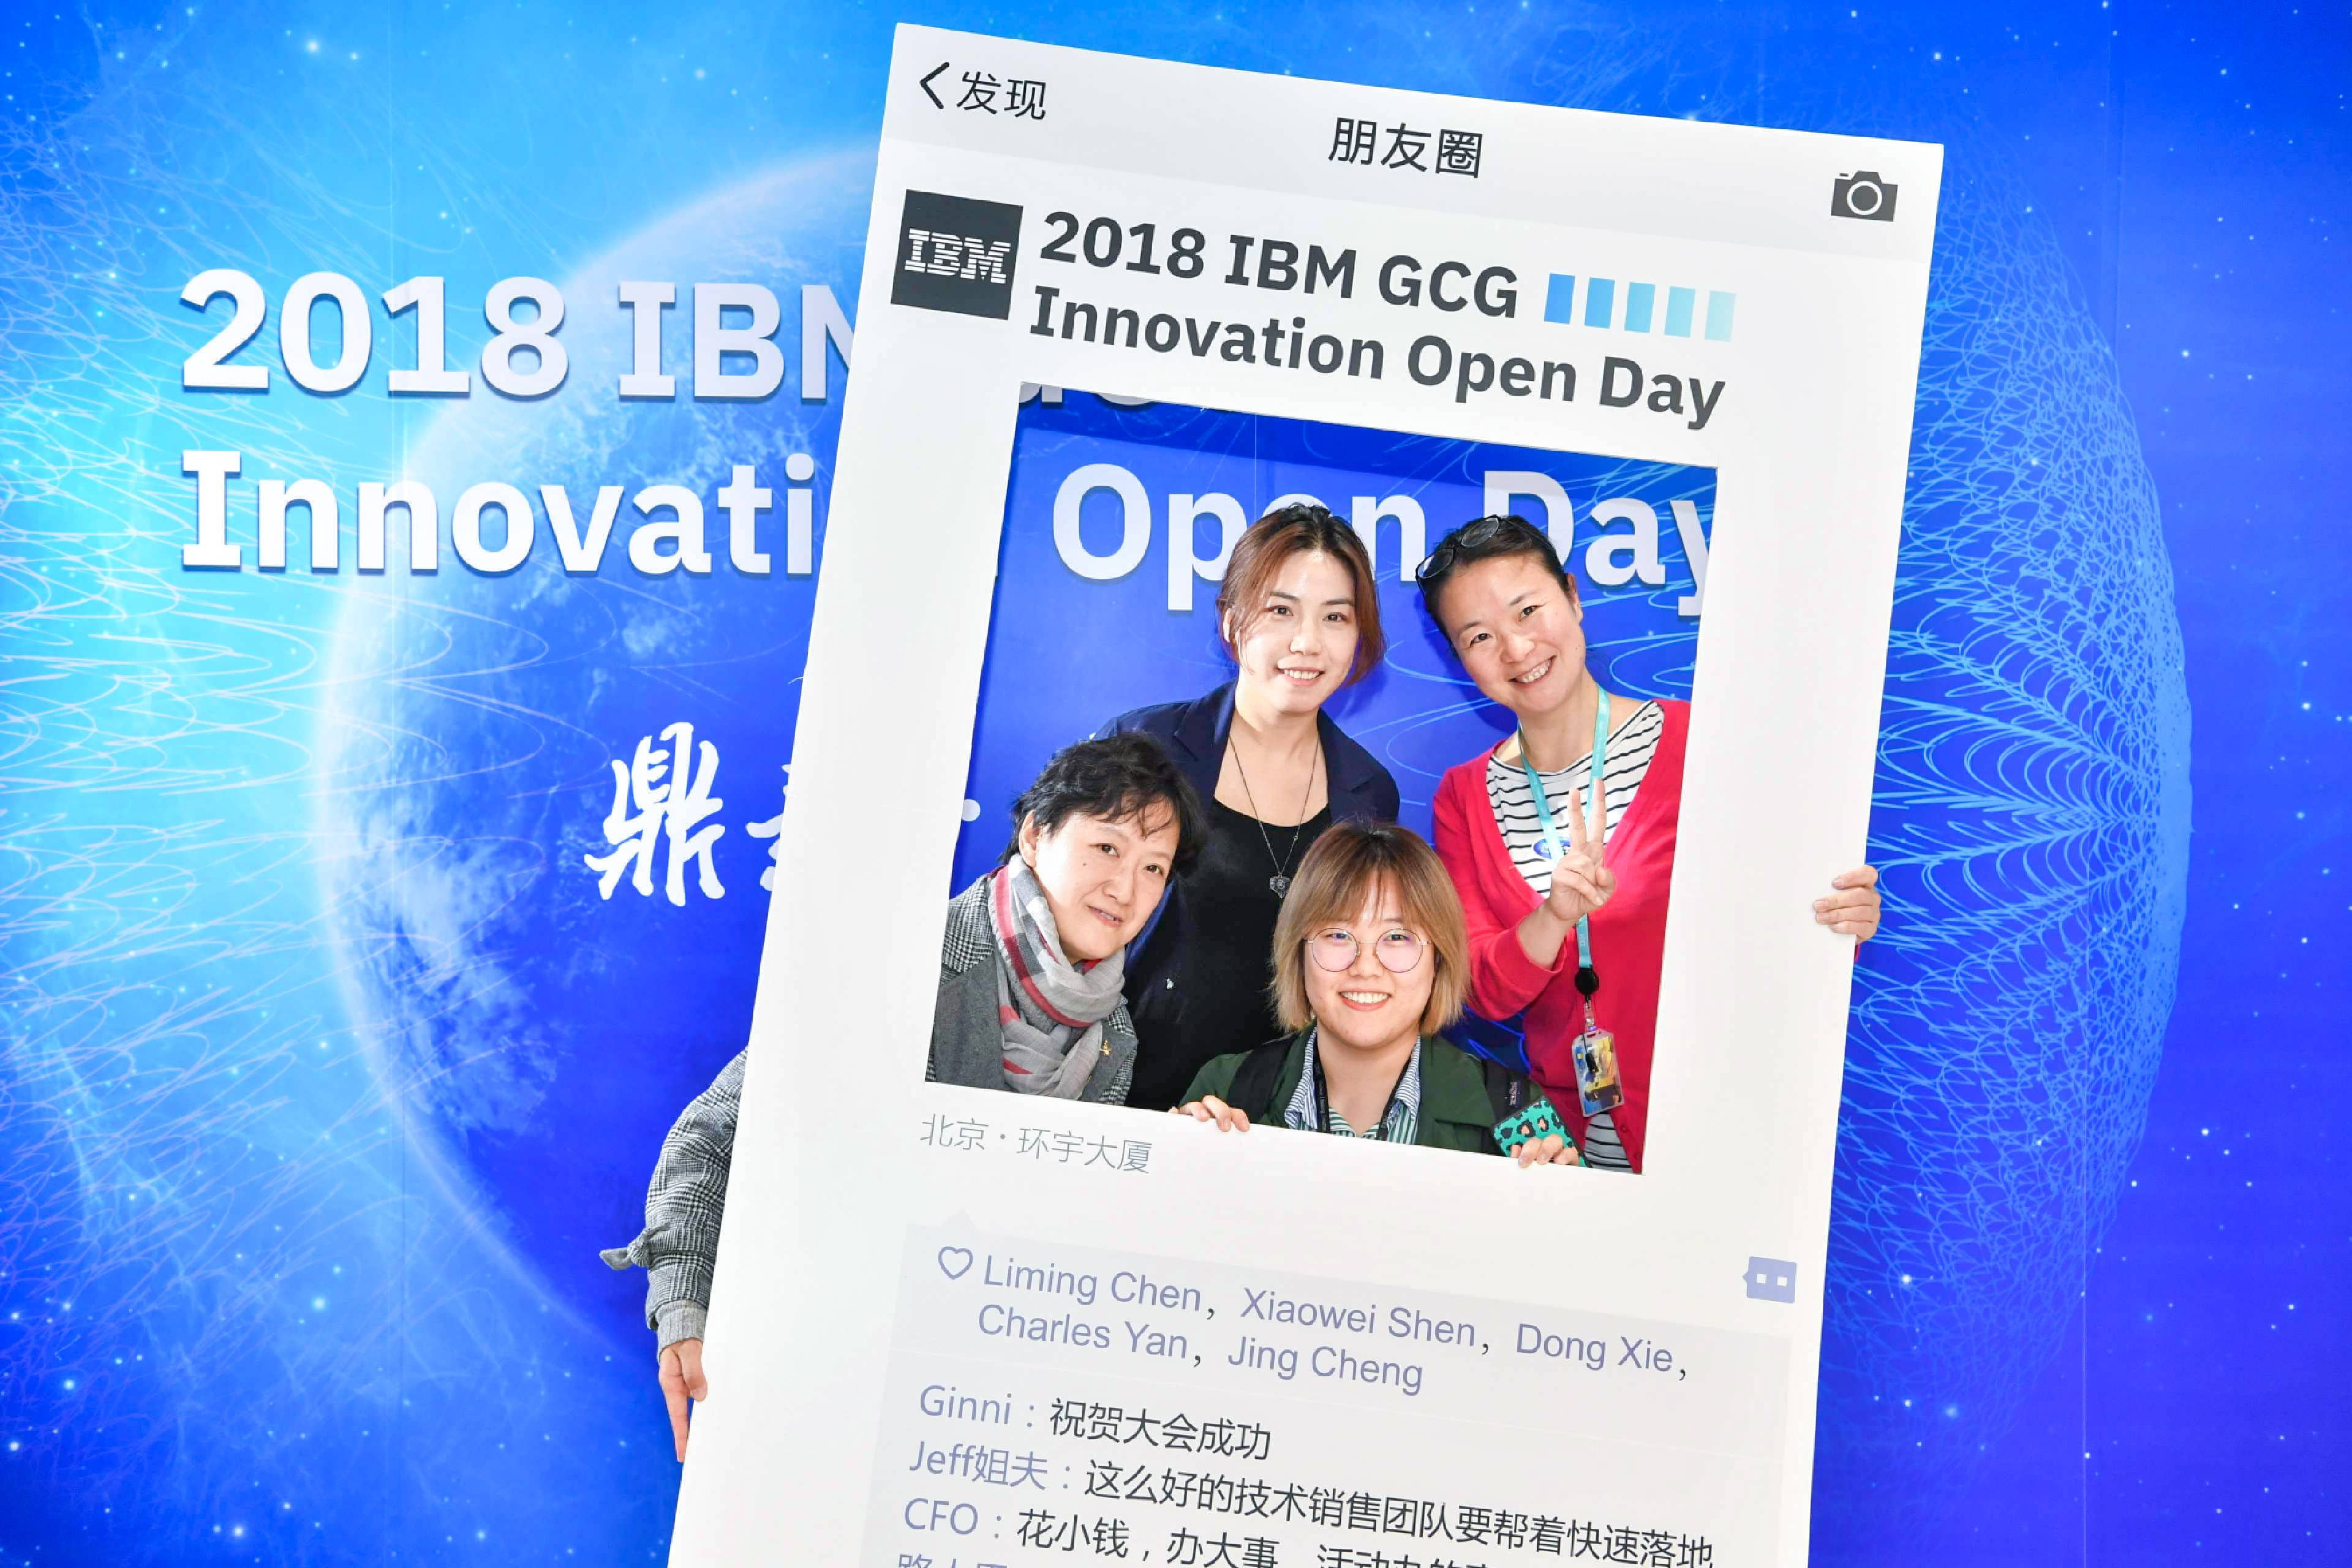 2018 IBM
Innovati Open Day
鼎
发现
朋友圈
IBM
2018 IBM GCG
Innovation Open Day
北京·环宇大厦
Liming Chen，Xiaowei Shen，Dong Xie，
Charles Yan，Jing Cheng
Ginni：祝贺大会成功
Jeff姐夫：这么好的技术销售团队要帮着快速落地
CFO：花小钱，办大事